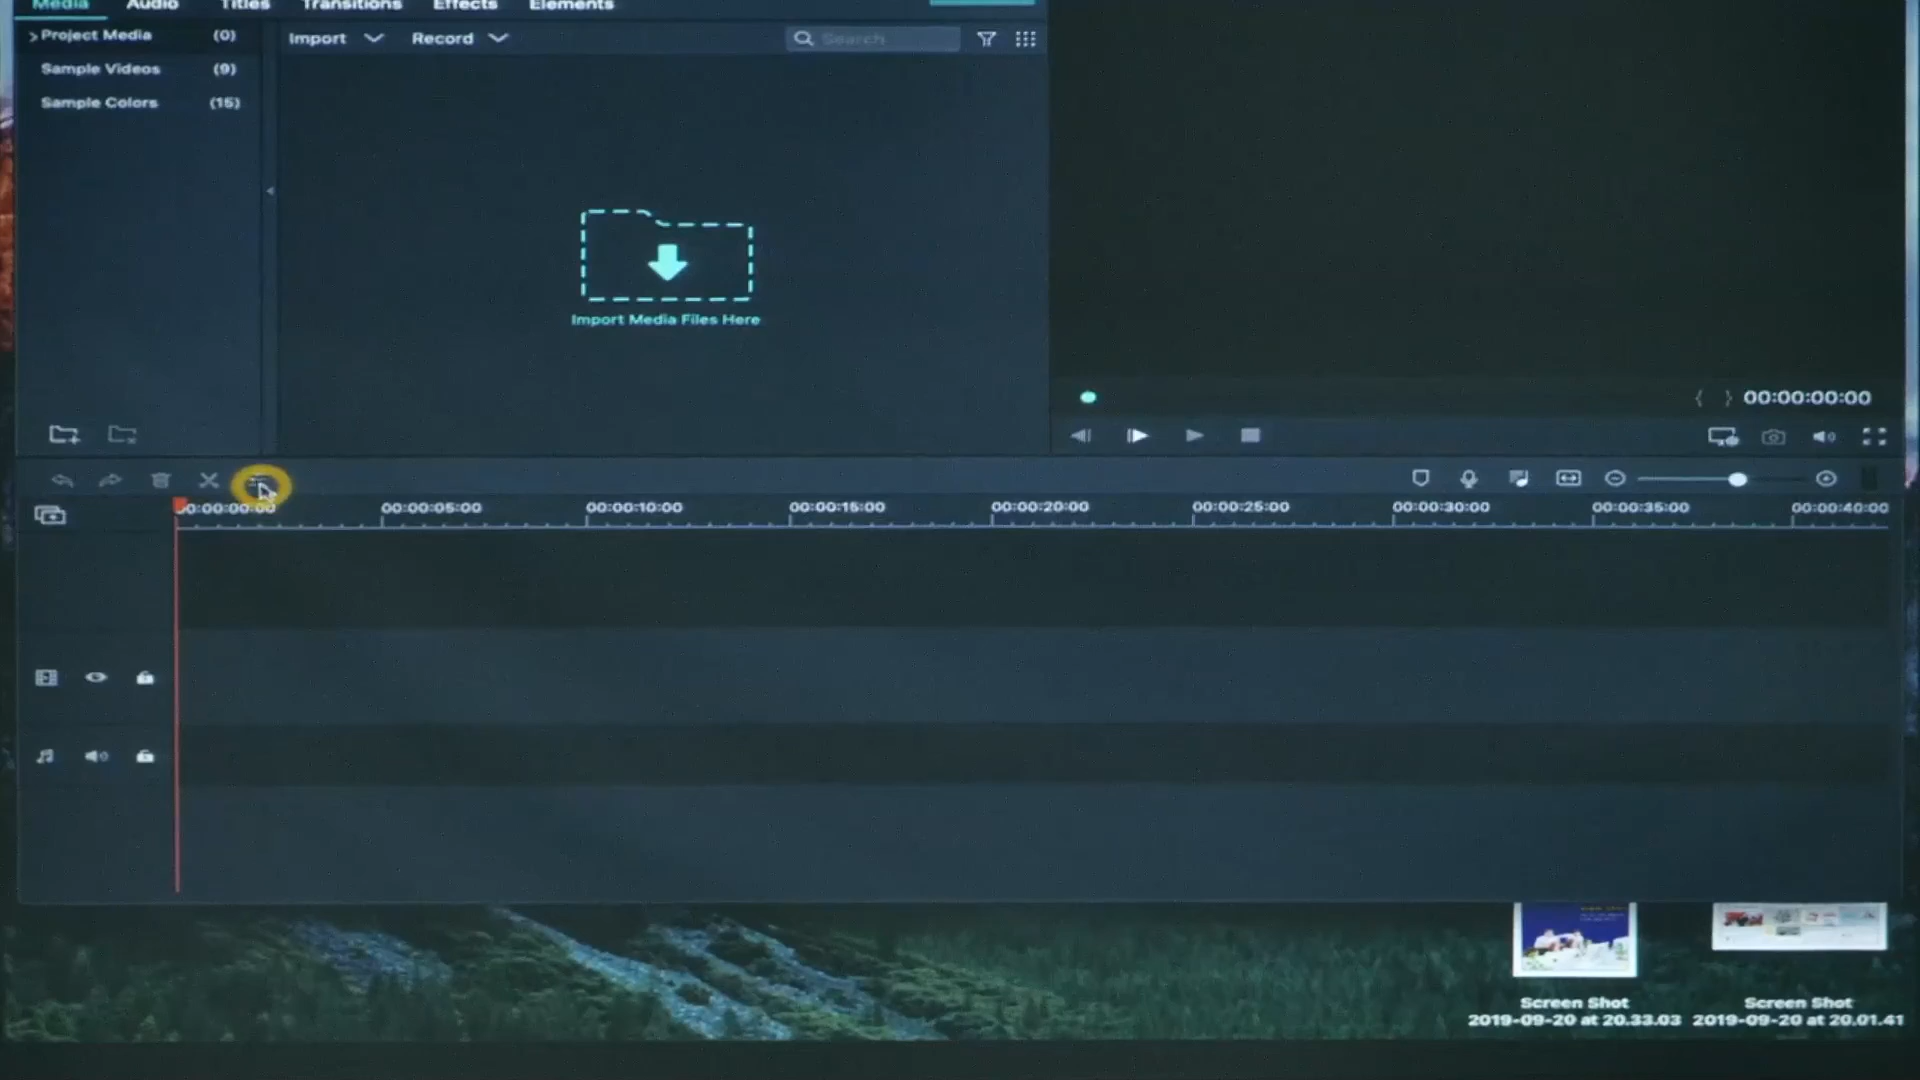 Media Audio Titles Transitions Effects Elements
Project Media (0)
Import Record Search
Sample Videos (9)
Sample Colors (15)
Import Media Files Here
{ } 00:00:00:00
00:00:00:00 00:00:05:00 00:00:10:00 00:00:15:00 00:00:20:00 00:00:25:00 00:00:30:00 00:00:35:00 00:00:40:00
Screen Shot
2019-09-20 at 20.33.03
Screen Shot
2019-09-20 at 20.01.41